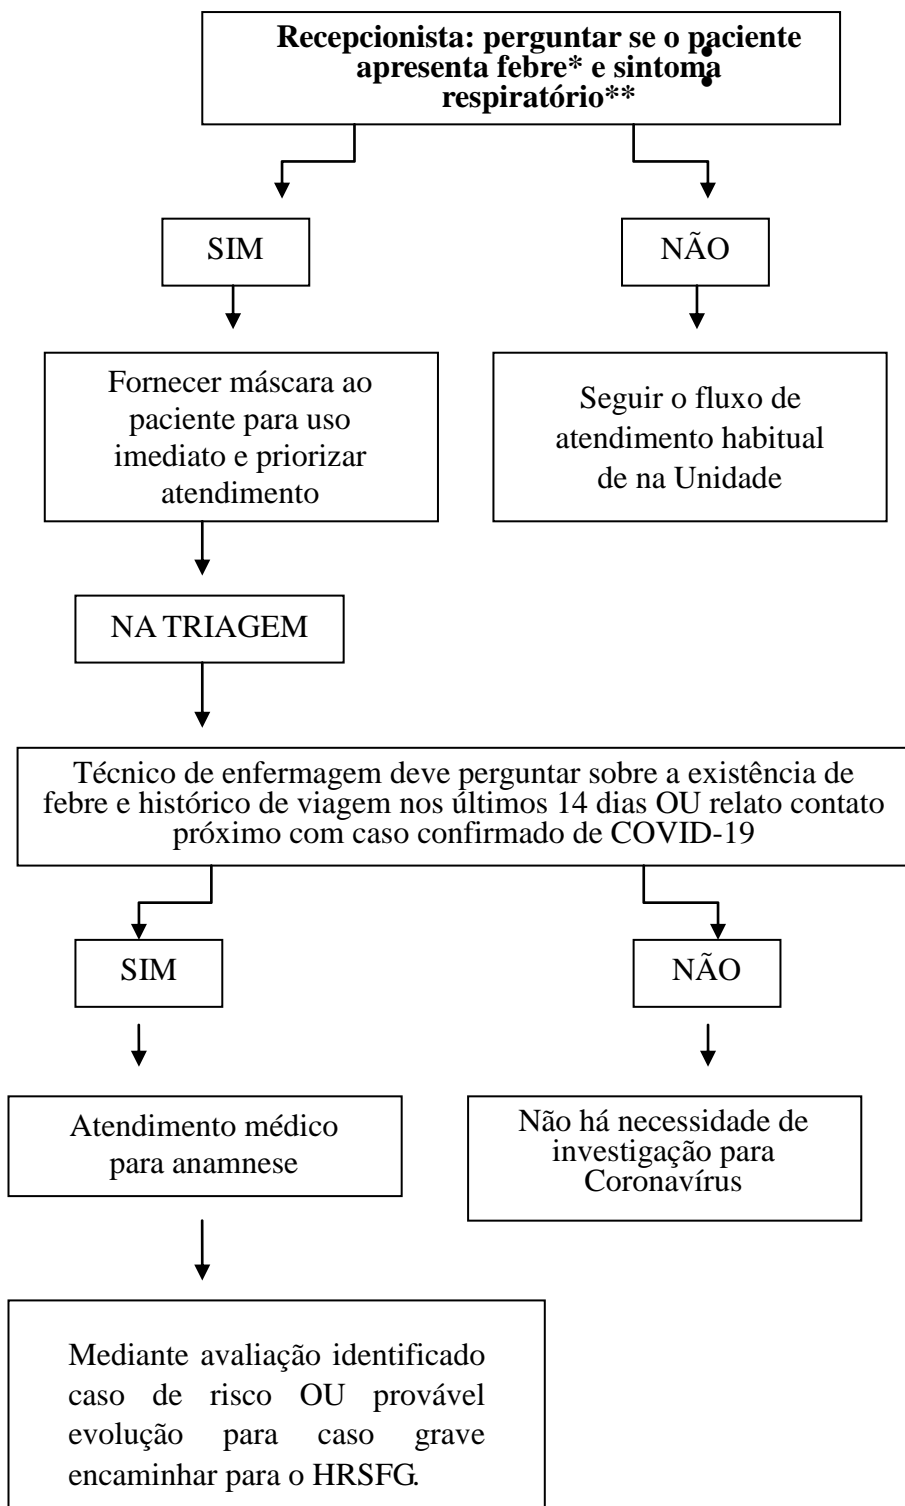 Recepcionista: perguntar se o paciente
apresenta febre* e sintoma
respiratório**
SIM
NÃO
Fornecer máscara ao
paciente para uso
imediato e priorizar
atendimento
Seguir o fluxo de
atendimento habitual
de na Unidade
NA TRIAGEM
Técnico de enfermagem deve perguntar sobre a existência de
febre e histórico de viagem nos últimos 14 dias OU relato contato
próximo com caso confirmado de COVID-19
SIM
NÃO
Atendimento médico
para anamnese
Não há necessidade de
investigação para
Coronavírus
Mediante avaliação identificado
caso de risco OU provável
evolução para caso grave
encaminhar para o HRSFG.